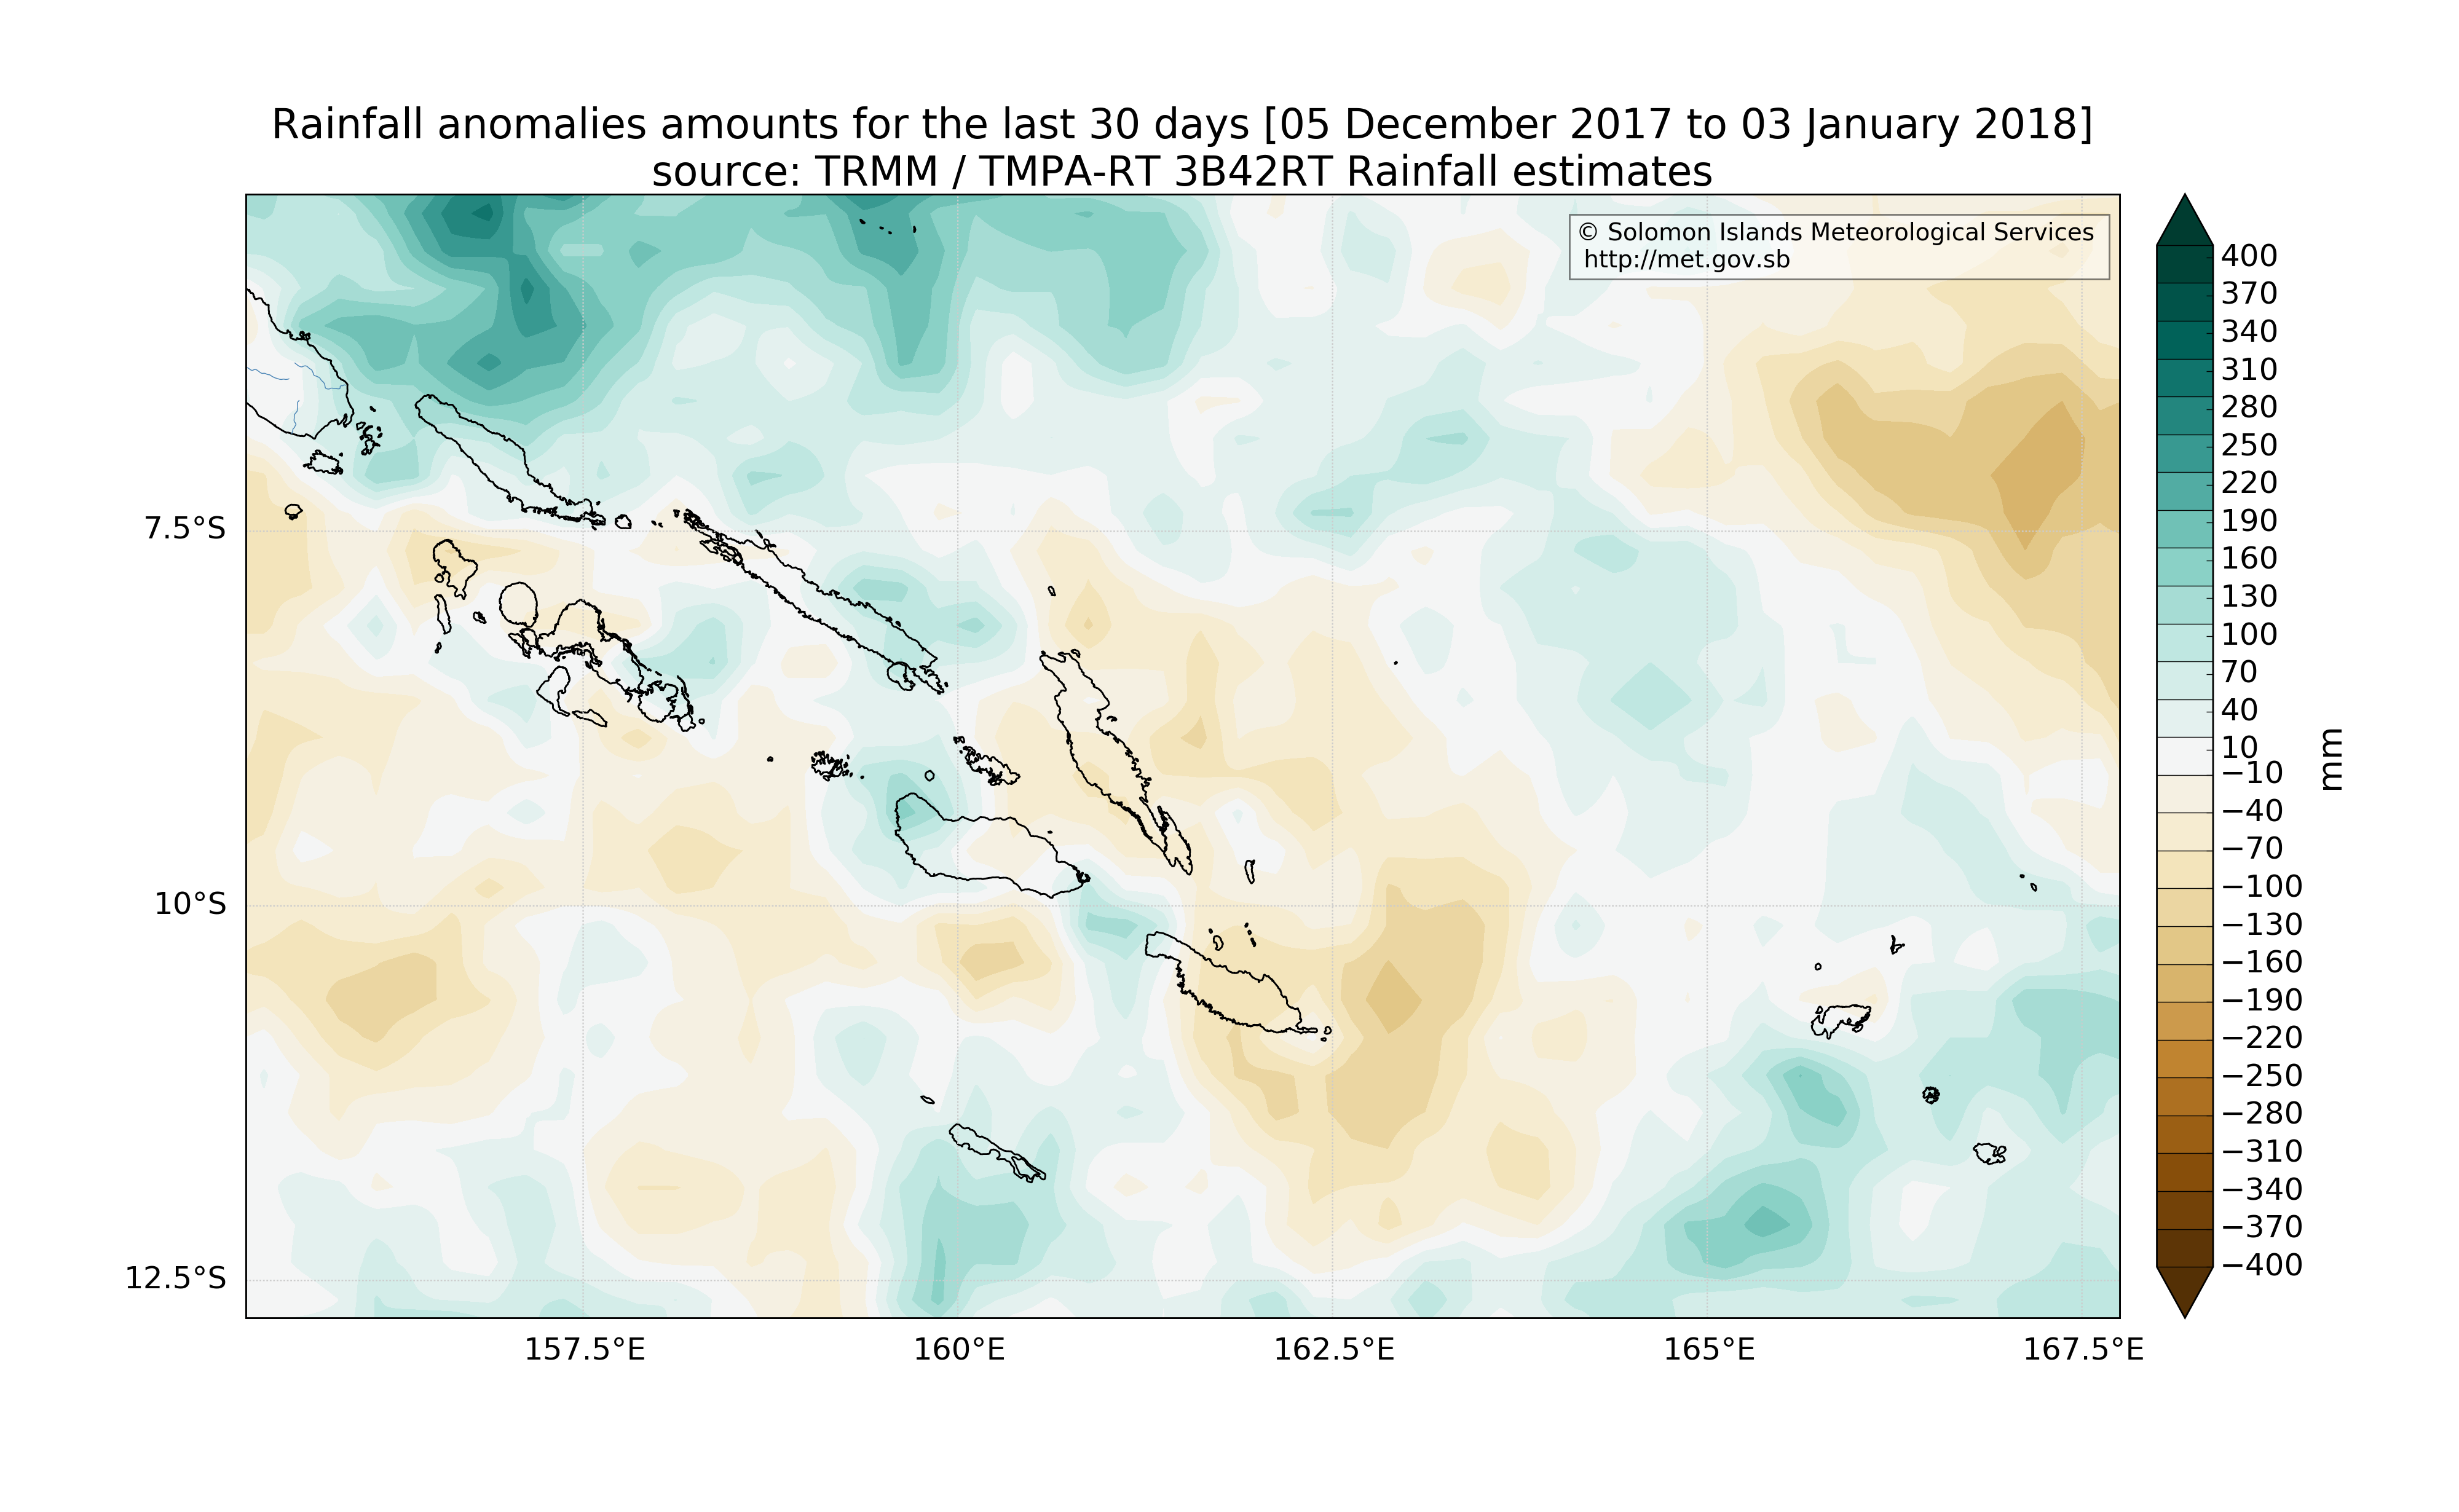 Rainfall anomalies amounts for the last 30 days [05 December 2017 to 03 January 2018]
source: TRMM / TMPA-RT 3B42RT Rainfall estimates
© Solomon Islands Meteorological Services
http://met.gov.sb
7.5°S
10°S
12.5°S
157.5°E
160°E
162.5°E
165°E
167.5°E
400
370
340
310
280
250
220
190
160
130
100
70
40
10
−10
−40
−70
−100
−130
−160
−190
−220
−250
−280
−310
−340
−370
−400
mm